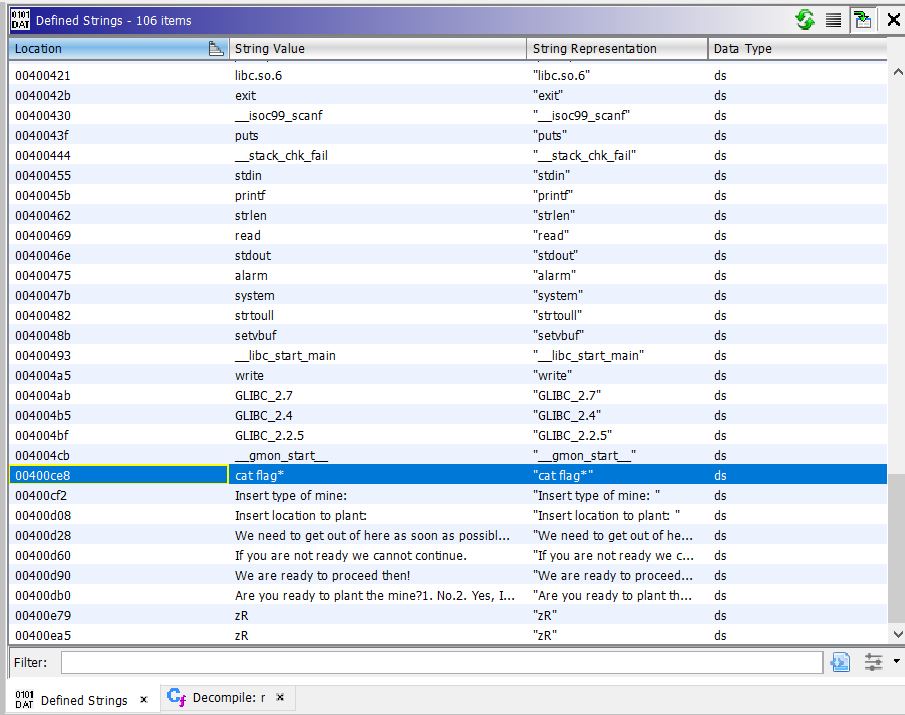 0101 DAT Defined Strings - 106 items
Location String Value String Representation Data Type
00400421 libc.so.6 "libc.so.6" ds
0040042b exit "exit" ds
00400430 __isoc99_scanf "__isoc99_scanf" ds
0040043f puts "puts" ds
00400444 __stack_chk_fail "__stack_chk_fail" ds
00400455 stdin "stdin" ds
0040045b printf "printf" ds
00400462 strlen "strlen" ds
00400469 read "read" ds
0040046e stdout "stdout" ds
00400475 alarm "alarm" ds
0040047b system "system" ds
00400482 strtoull "strtoull" ds
0040048b setvbuf "setvbuf" ds
00400493 __libc_start_main "__libc_start_main" ds
004004a5 write "write" ds
004004ab GLIBC_2.7 "GLIBC_2.7" ds
004004b5 GLIBC_2.4 "GLIBC_2.4" ds
004004bf GLIBC_2.2.5 "GLIBC_2.2.5" ds
004004cb __gmon_start__ "__gmon_start__" ds
00400ce8 cat flag* "cat flag*" ds
00400cf2 Insert type of mine: "Insert type of mine: " ds
00400d08 Insert location to plant: "Insert location to plant: " ds
00400d28 We need to get out of here as soon as possibl... "We need to get out of he... ds
00400d60 If you are not ready we cannot continue. "If you are not ready we c... ds
00400d90 We are ready to proceed then! "We are ready to proceed... ds
00400db0 Are you ready to plant the mine?1. No.2. Yes, I... "Are you ready to plant th... ds
00400e79 zR "zR" ds
00400ea5 zR "zR" ds
Filter:
0101 DAT Defined Strings × Cf Decompile: r ×